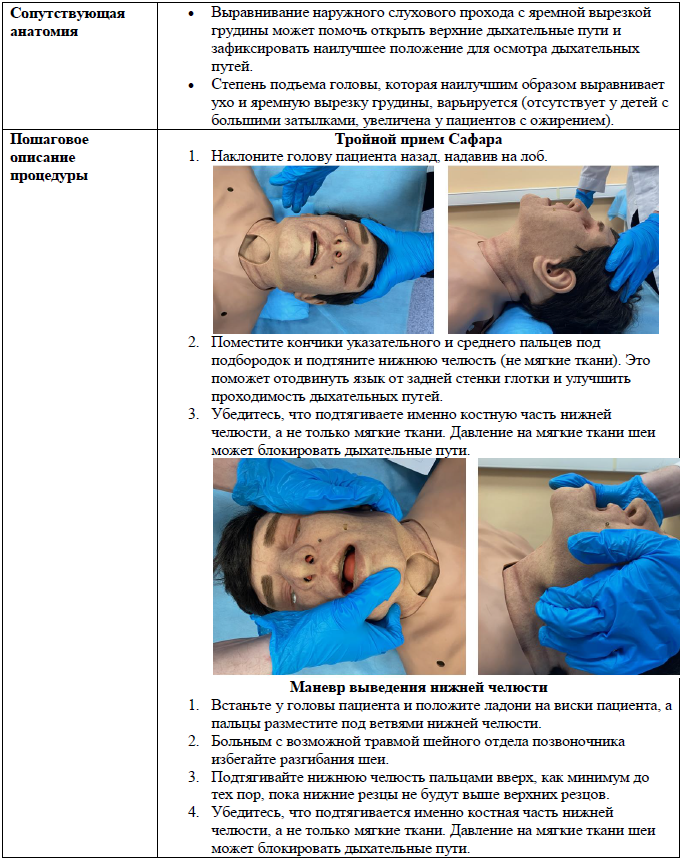 Сопутствующая
анатомия
• Выравнивание наружного слухового прохода с яремной вырезкой
грудины может помочь открыть верхние дыхательные пути и
зафиксировать наилучшее положение для осмотра дыхательных
путей.
• Степень подъема головы, которая наилучшим образом выравнивает
ухо и яремную вырезку грудины, варьируется (отсутствует у детей с
большими затылками, увеличена у пациентов с ожирением).
Пошаговое
описание
процедуры
Тройной прием Сафара
1. Наклоните голову пациента назад, надавив на лоб.
2. Поместите кончики указательного и среднего пальцев под
подбородок и подтяните нижнюю челюсть (не мягкие ткани). Это
поможет отодвинуть язык от задней стенки глотки и улучшить
проходимость дыхательных путей.
3. Убедитесь, что подтягиваете именно костную часть нижней
челюсти, а не только мягкие ткани. Давление на мягкие ткани шеи
может блокировать дыхательные пути.
Маневр выведения нижней челюсти
1. Встаньте у головы пациента и положите ладони на виски пациента, а
пальцы разместите под ветвями нижней челюсти.
2. Больным с возможной травмой шейного отдела позвоночника
избегайте разгибания шеи.
3. Подтягивайте нижнюю челюсть пальцами вверх, как минимум до
тех пор, пока нижние резцы не будут выше верхних резцов.
4. Убедитесь, что подтягивается именно костная часть нижней
челюсти, а не только мягкие ткани. Давление на мягкие ткани шеи
может блокировать дыхательные пути.